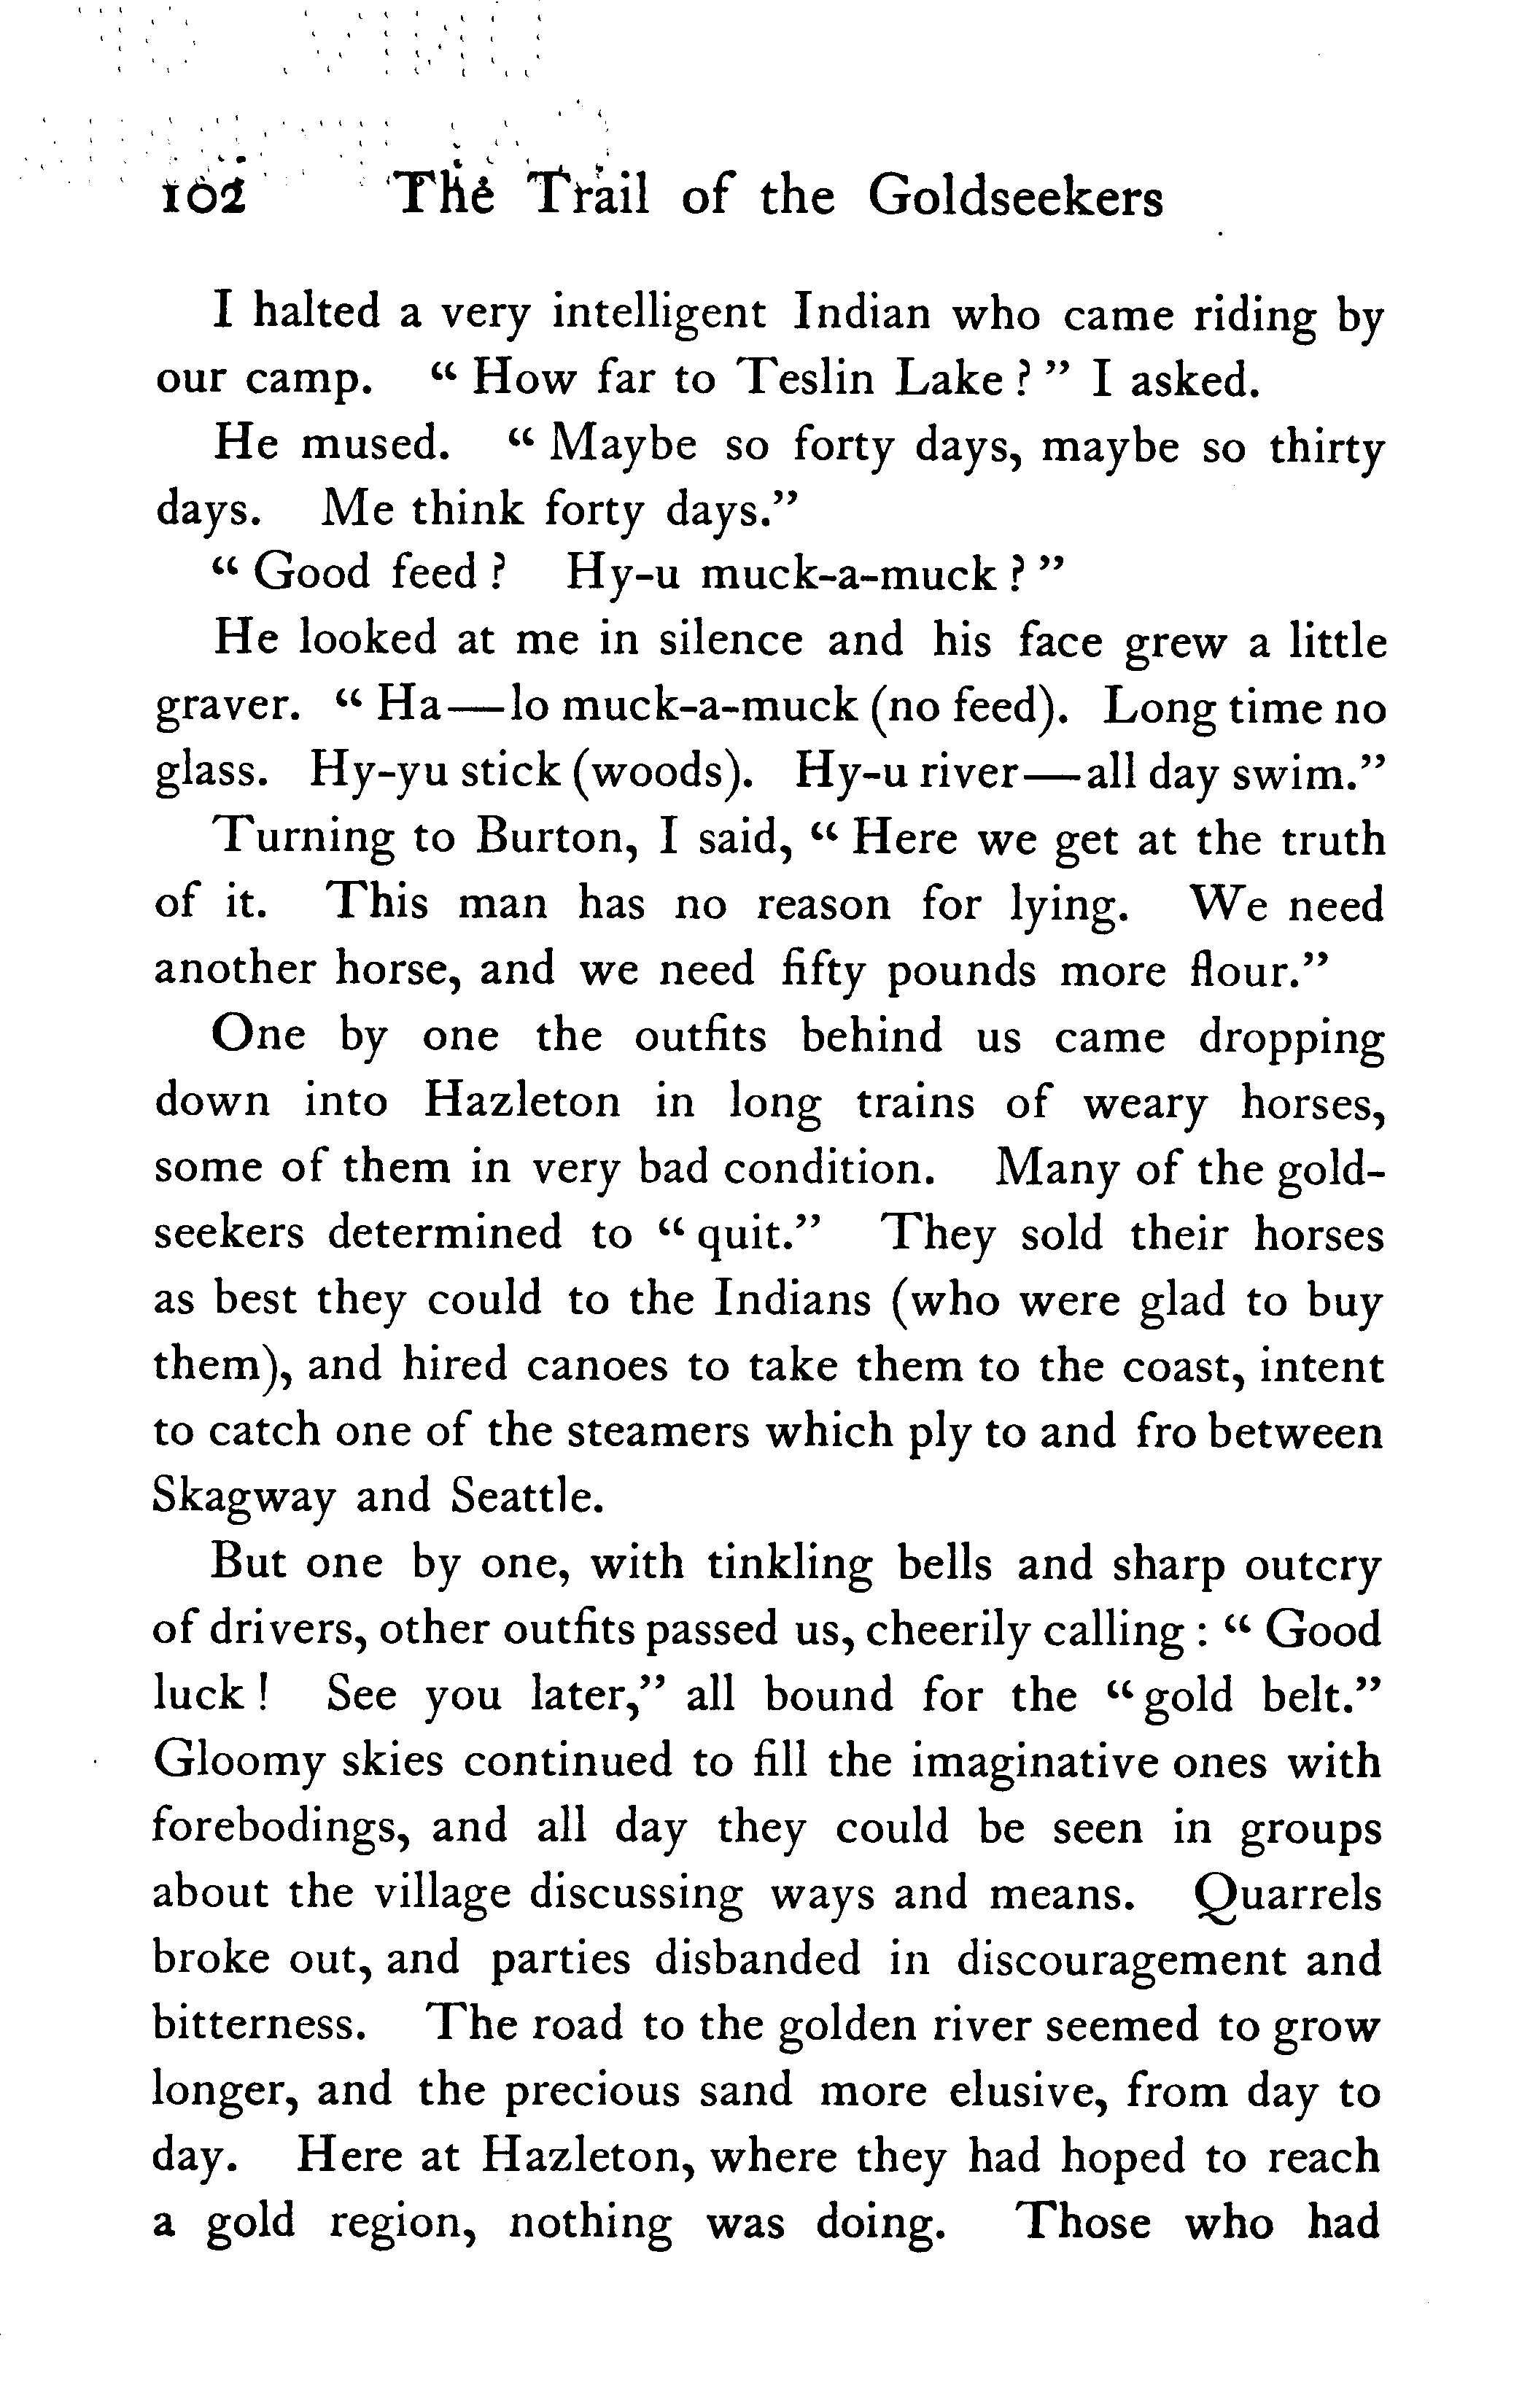 102 The Trail of the Goldseekers
I halted a very intelligent Indian who came riding by
our camp. “ How far to Teslin Lake ? ” I asked.
He mused. “ Maybe so forty days, maybe so thirty
days. Me think forty days.”
“ Good feed ? Hy-u muck-a-muck ? ”
He looked at me in silence and his face grew a little
graver. “ Ha—lo muck-a-muck (no feed). Long time no
glass. Hy-yu stick (woods). Hy-u river—all day swim.”
Turning to Burton, I said, “ Here we get at the truth
of it. This man has no reason for lying. We need
another horse, and we need fifty pounds more flour.”
One by one the outfits behind us came dropping
down into Hazleton in long trains of weary horses,
some of them in very bad condition. Many of the gold-
seekers determined to “ quit.” They sold their horses
as best they could to the Indians (who were glad to buy
them), and hired canoes to take them to the coast, intent
to catch one of the steamers which ply to and fro between
Skagway and Seattle.
But one by one, with tinkling bells and sharp outcry
of drivers, other outfits passed us, cheerily calling : “ Good
luck ! See you later,” all bound for the “ gold belt.”
Gloomy skies continued to fill the imaginative ones with
forebodings, and all day they could be seen in groups
about the village discussing ways and means. Quarrels
broke out, and parties disbanded in discouragement and
bitterness. The road to the golden river seemed to grow
longer, and the precious sand more elusive, from day to
day. Here at Hazleton, where they had hoped to reach
a gold region, nothing was doing. Those who had